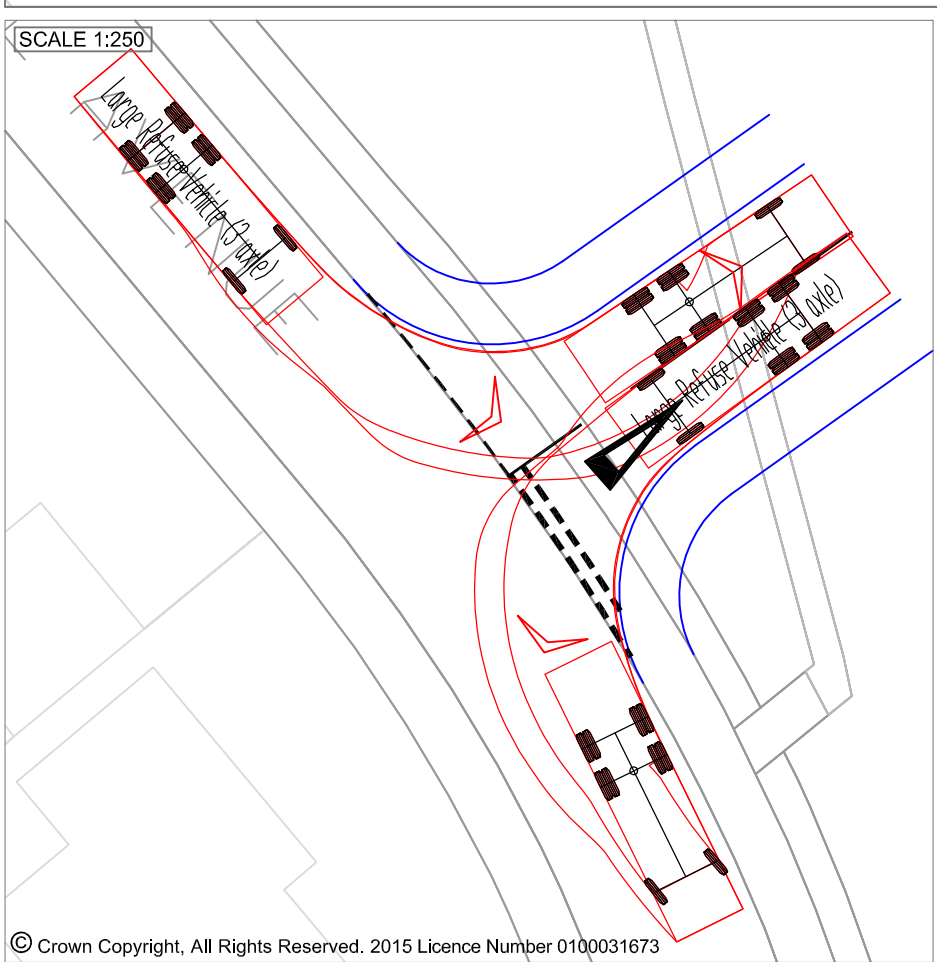 SCALE 1:250
Large Refuse Vehicle (3 axle)
Large Refuse Vehicle (3 axle)
© Crown Copyright, All Rights Reserved. 2015 Licence Number 0100031673